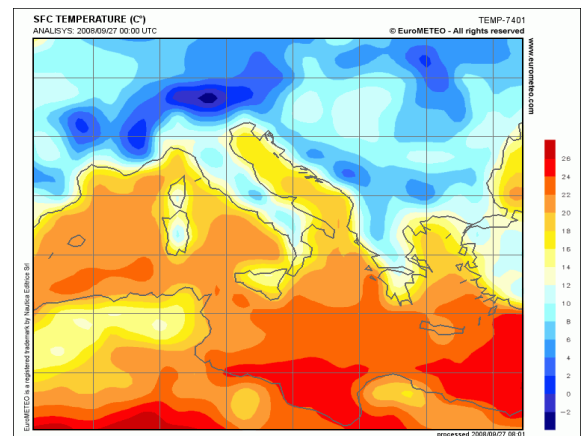 SFC TEMPERATURE (C°)
TEMP-7401
ANALISYS: 2008/09/27 00:00 UTC
© EuroMETEO - All rights reserved
www.eurometeo.com
EuroMETEO is a registered trademark by Nautica Editrice Srl
26
24
22
20
18
16
14
12
10
8
6
4
2
0
−2
processed 2008/09/27 08:01